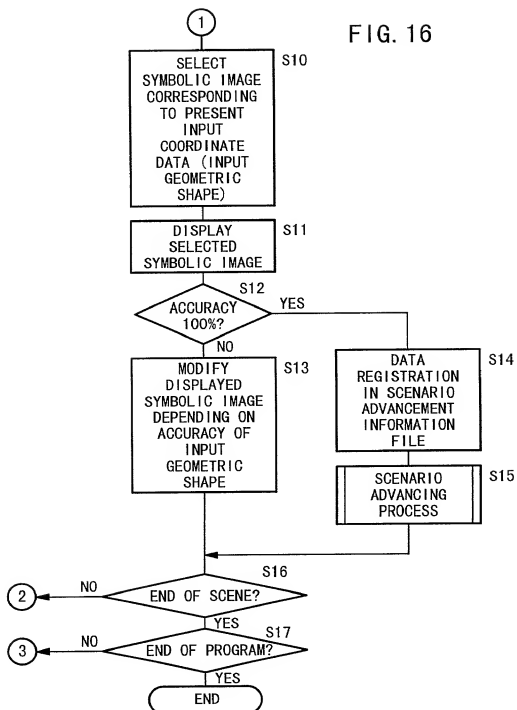 1
FIG. 16
S10
SELECT
SYMBOLIC IMAGE
CORRESPONDING
TO PRESENT
INPUT
COORDINATE
DATA (INPUT
GEOMETRIC
SHAPE)
S11
DISPLAY
SELECTED
SYMBOLIC IMAGE
S12
ACCURACY
100%?
YES
NO
S13
MODIFY
DISPLAYED
SYMBOLIC IMAGE
DEPENDING ON
ACCURACY OF
INPUT
GEOMETRIC
SHAPE
S14
DATA
REGISTRATION
IN SCENARIO
ADVANCEMENT
INFORMATION
FILE
S15
SCENARIO
ADVANCING
PROCESS
S16
2
NO
END OF SCENE?
YES
S17
3
NO
END OF PROGRAM?
YES
END